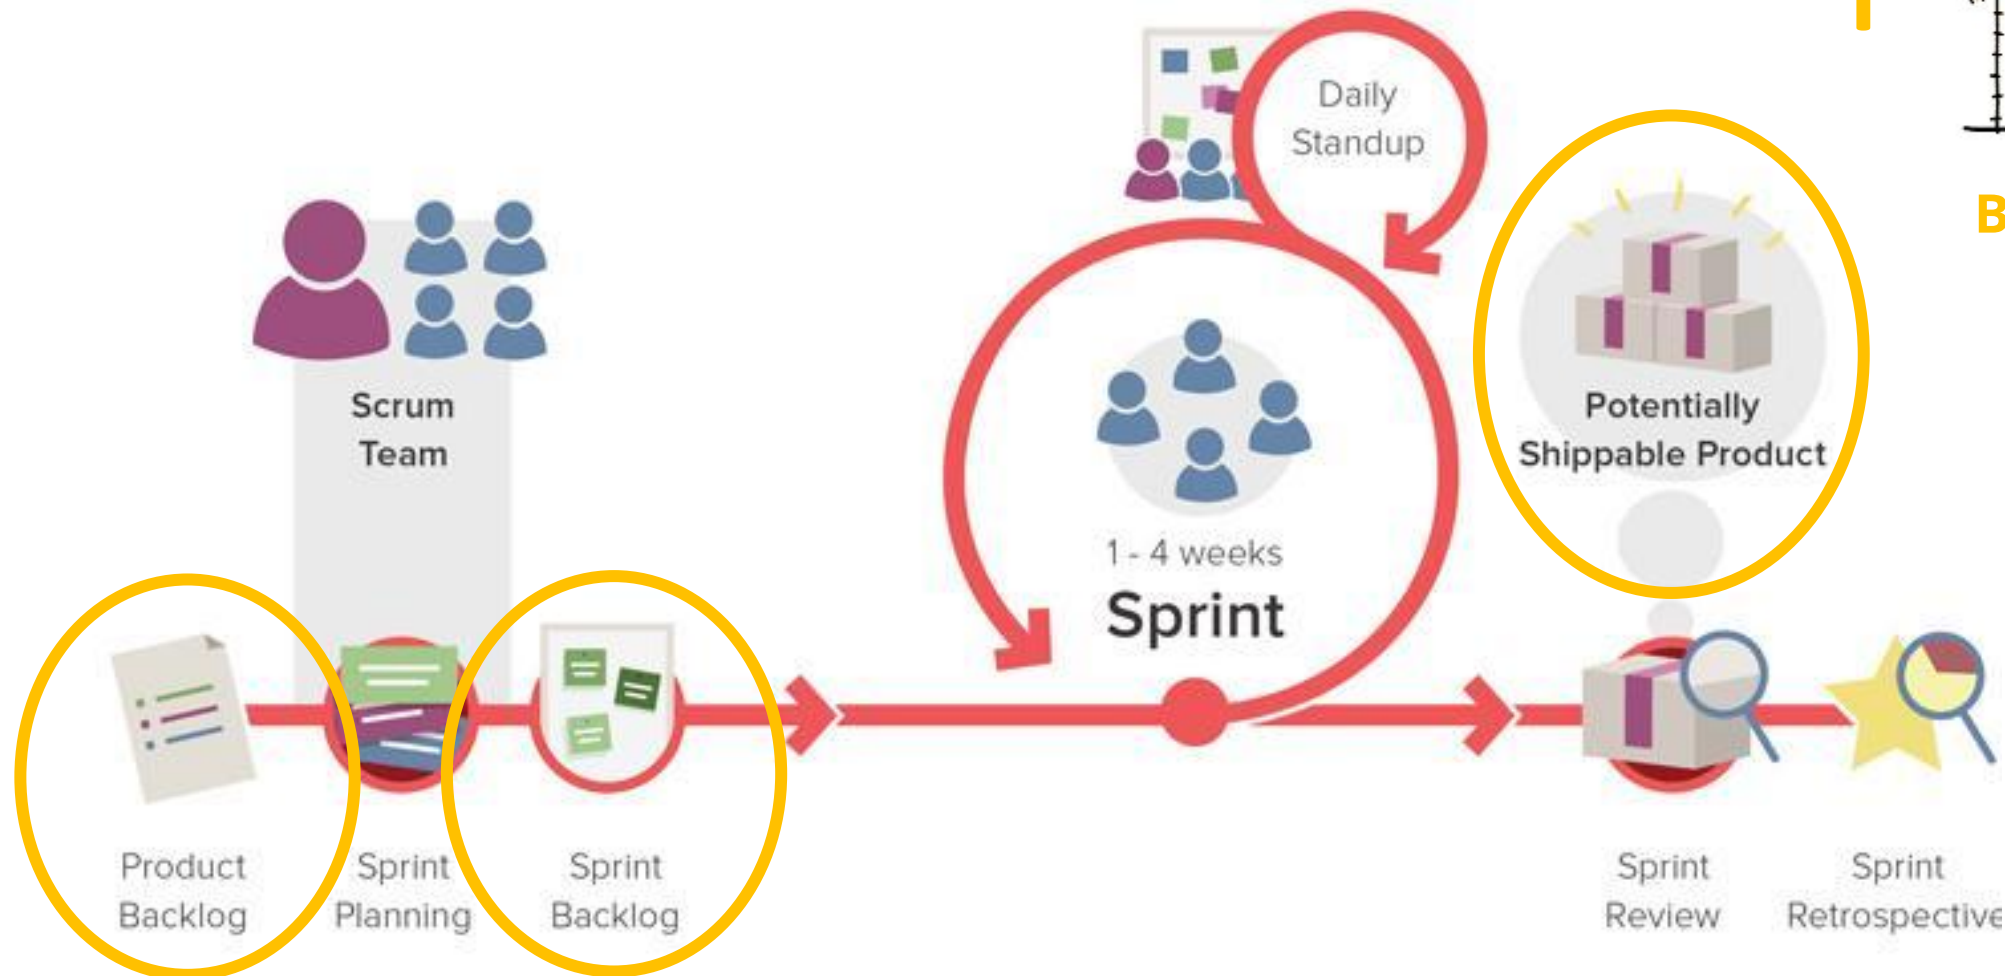 Daily
Standup
B
Scrum
Team
Potentially
Shippable Product
1 - 4 weeks
Sprint
Product
Backlog
Sprint
Planning
Sprint
Backlog
Sprint
Review
Sprint
Retrospective